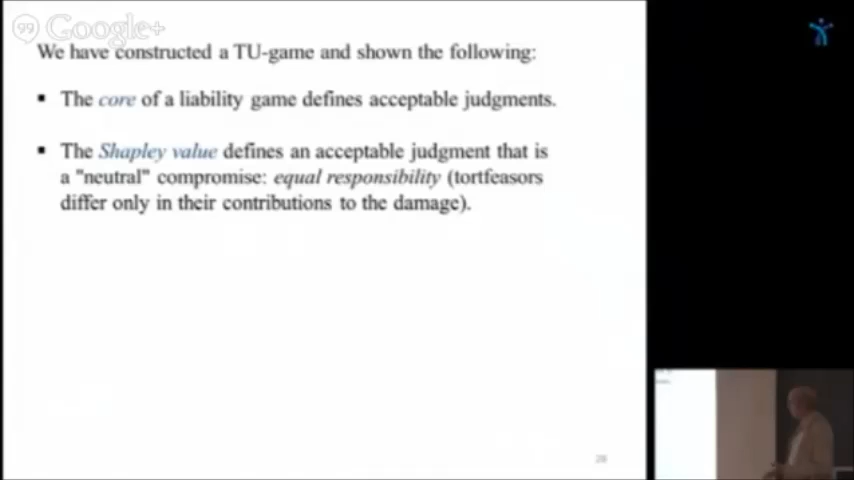 99 Google+
We have constructed a TU-game and shown the following:
▪ The core of a liability game defines acceptable judgments.
▪ The Shapley value defines an acceptable judgment that is
a "neutral" compromise: equal responsibility (tortfeasors
differ only in their contributions to the damage).
28